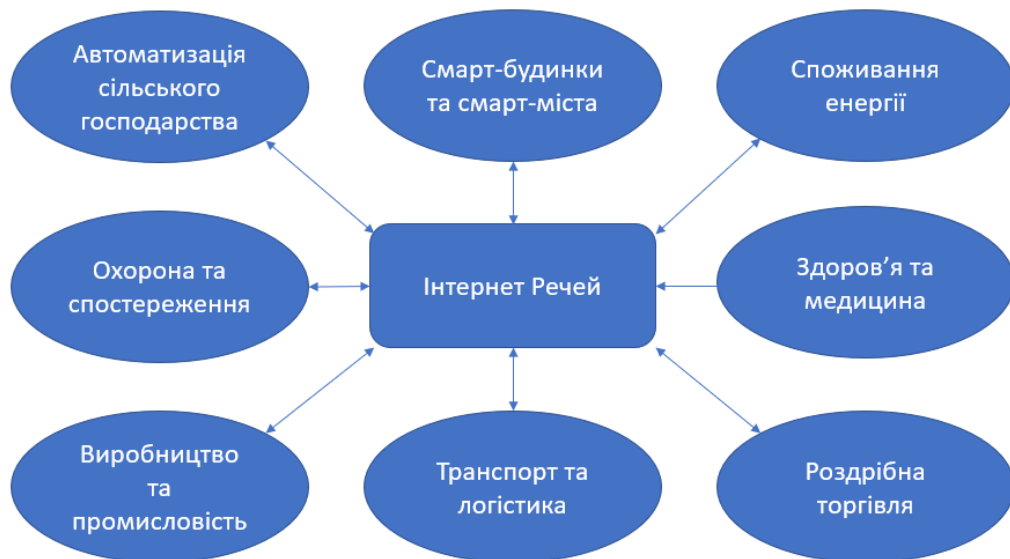 Автоматизація
сільського
господарства
Смарт-будинки
та смарт-міста
Споживання
енергії
Охорона та
спостереження
Інтернет Речей
Здоров’я та
медицина
Виробництво
та
промисловість
Транспорт та
логістика
Роздрібна
торгівля